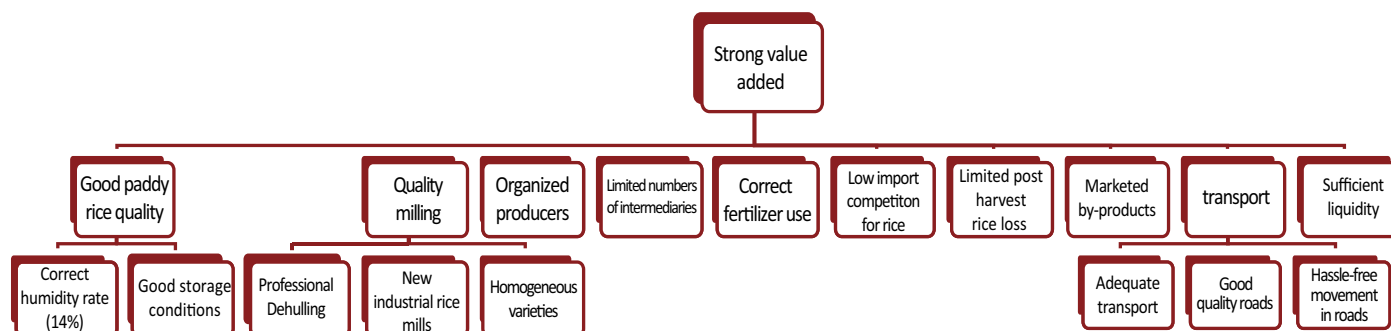 Strong value
added
Good paddy
rice quality
Quality
milling
Organized
producers
Limited numbers
of intermediaries
Correct
fertilizer use
Low import
competiton
for rice
Limited post
harvest
rice loss
Marketed
by-products
transport
Sufficient
liquidity
Correct
humidity rate
(14%)
Good storage
conditions
Professional
Dehulling
New
industrial rice
mills
Homogeneous
varieties
Adequate
transport
Good
quality roads
Hassle-free
movement
in roads